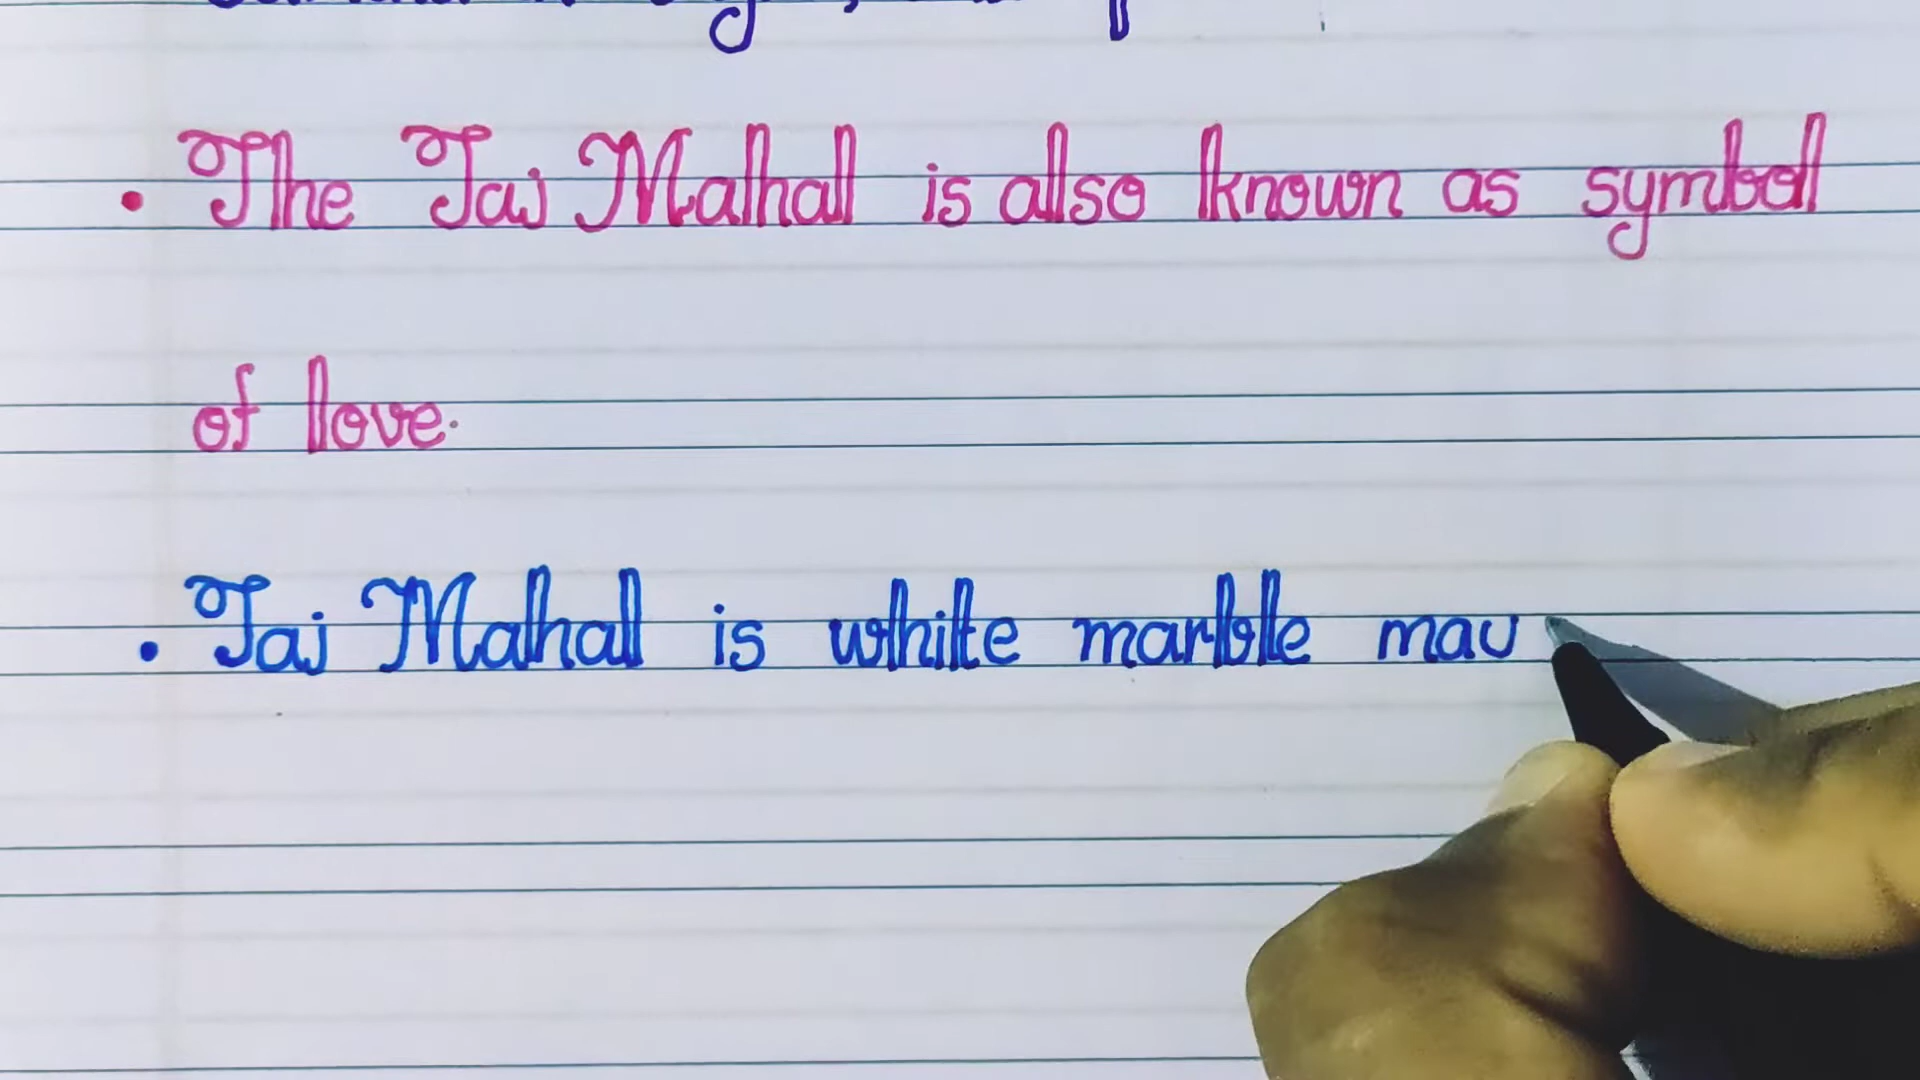 • The Taj Mahal is also known as symbol
of love.
• Taj Mahal is white marble mau